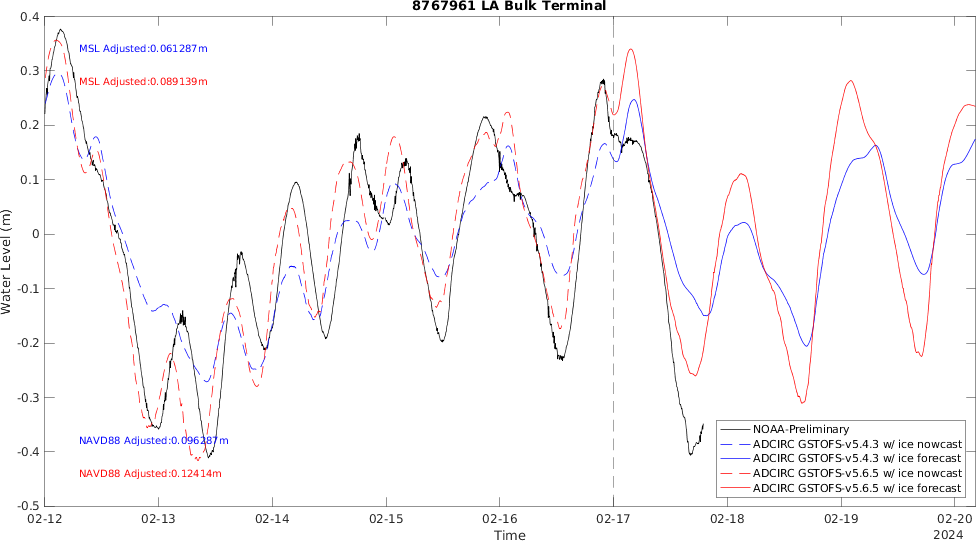 8767961 LA Bulk Terminal
0.4
MSL Adjusted:0.061287m
0.3
MSL Adjusted:0.089139m
0.2
0.1
0
Water Level (m)
-0.1
-0.2
-0.3
NOAA-Preliminary
NAVD88 Adjusted:0.096287m
ADCIRC GSTOFS-v5.4.3 w/ ice nowcast
-0.4
ADCIRC GSTOFS-v5.4.3 w/ ice forecast
NAVD88 Adjusted:0.12414m
ADCIRC GSTOFS-v5.6.5 w/ ice nowcast
ADCIRC GSTOFS-v5.6.5 w/ ice forecast
-0.5
02-12 02-13 02-14 02-15 02-16 02-17 02-18 02-19 02-20
Time
2024